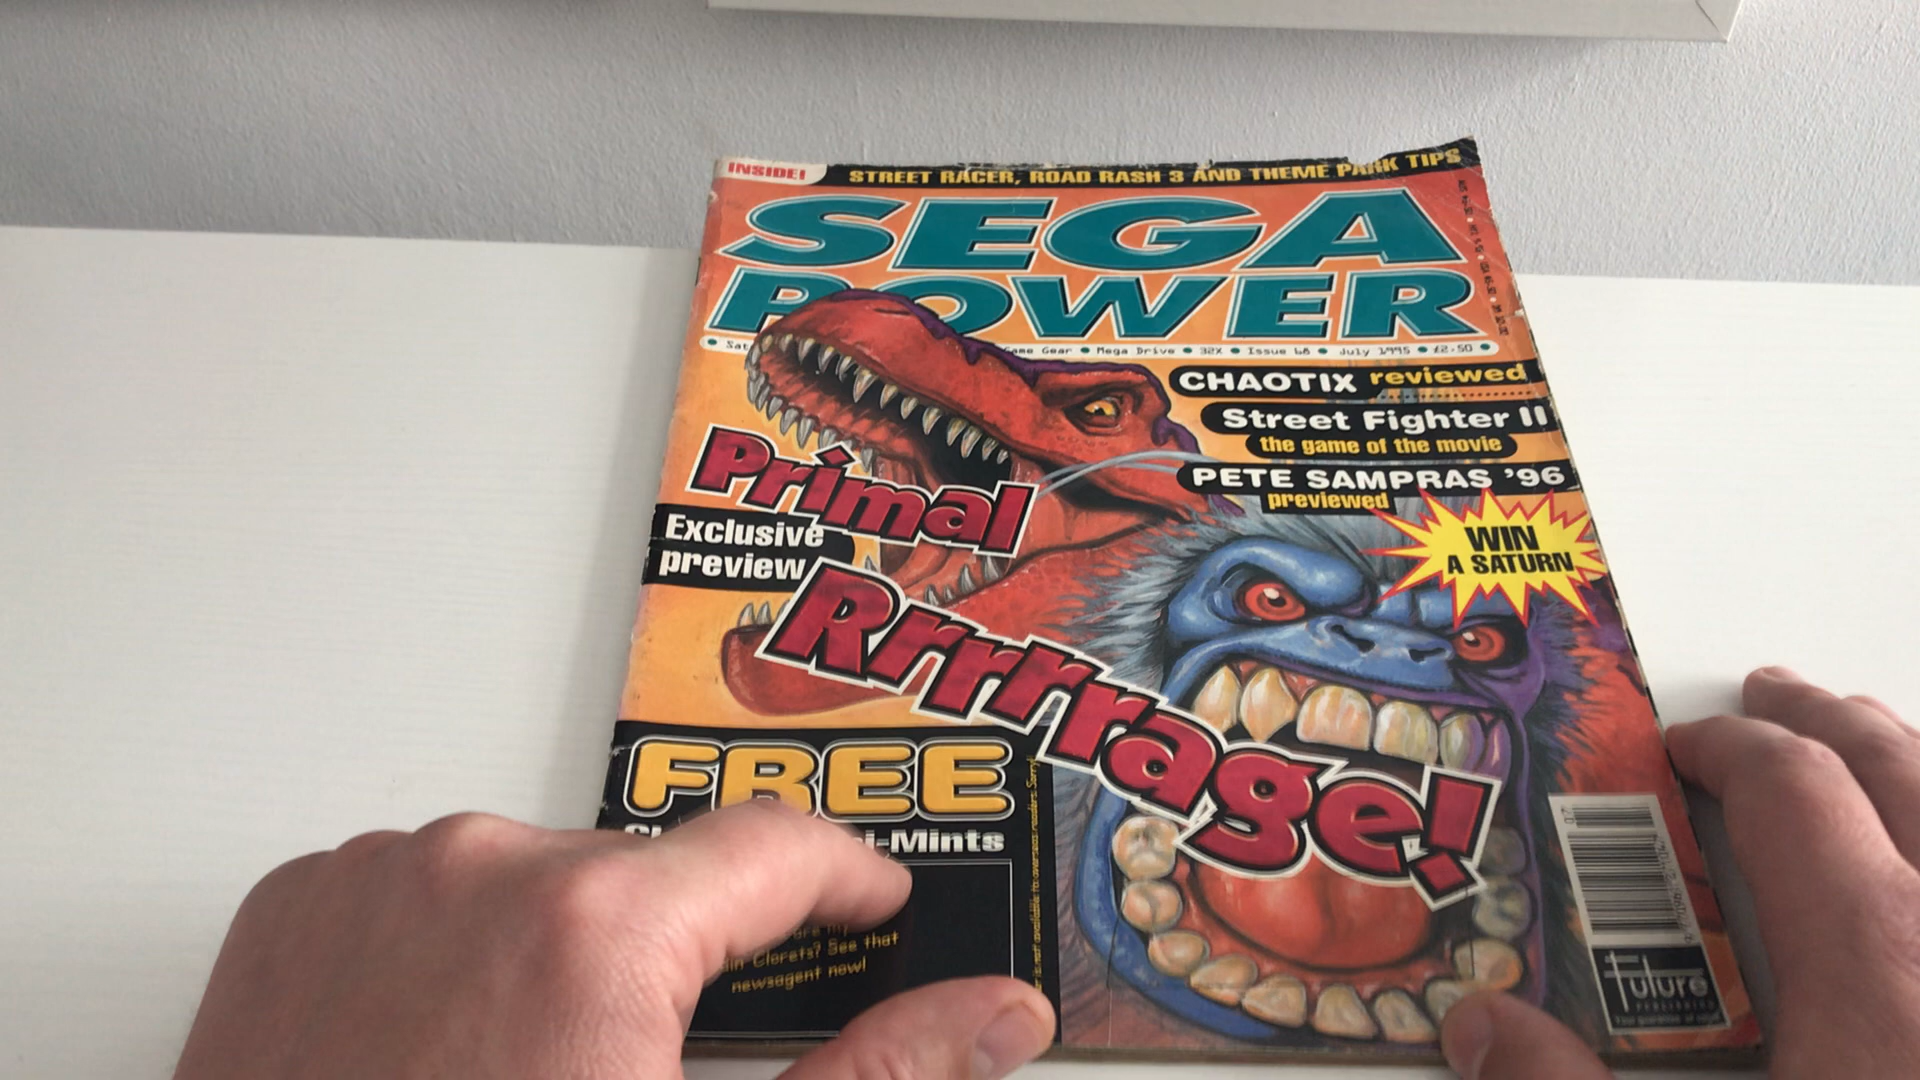 INSIDE!
STREET RACER, ROAD RASH 3 AND THEME PARK TIPS
SEGA
POWER
Game Gear • Mega Drive • 32X • Issue 68 • July 1995 • £2.50
CHAOTIX reviewed
Street Fighter II
the game of the movie
PETE SAMPRAS '96
previewed
WIN
A SATURN
Primal
Exclusive
preview
Rrrrrage!
FREE
Mints
See that
newsagent now!
Future